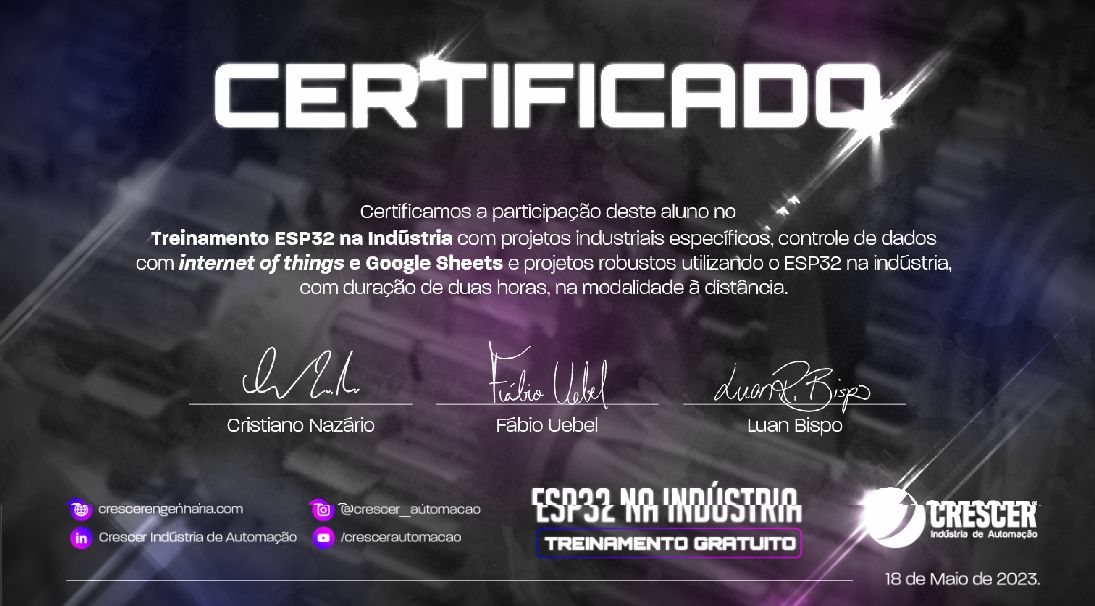 CERTIFICADO
Certificamos a participação deste aluno no
Treinamento ESP32 na Indústria com projetos industriais específicos, controle de dados
com internet of things e Google Sheets e projetos robustos utilizando o ESP32 na indústria,
com duração de duas horas, na modalidade à distância.
Fábio Uebel
Luan R. Bispo
Cristiano Nazário
Fábio Uebel
Luan Bispo
crescerengenharia.com
@crescer_automacao
Crescer Indústria de Automação
/crescerautomacao
ESP32 NA INDÚSTRIA
TREINAMENTO GRATUITO
CRESCER
Indústria de Automação
18 de Maio de 2023.